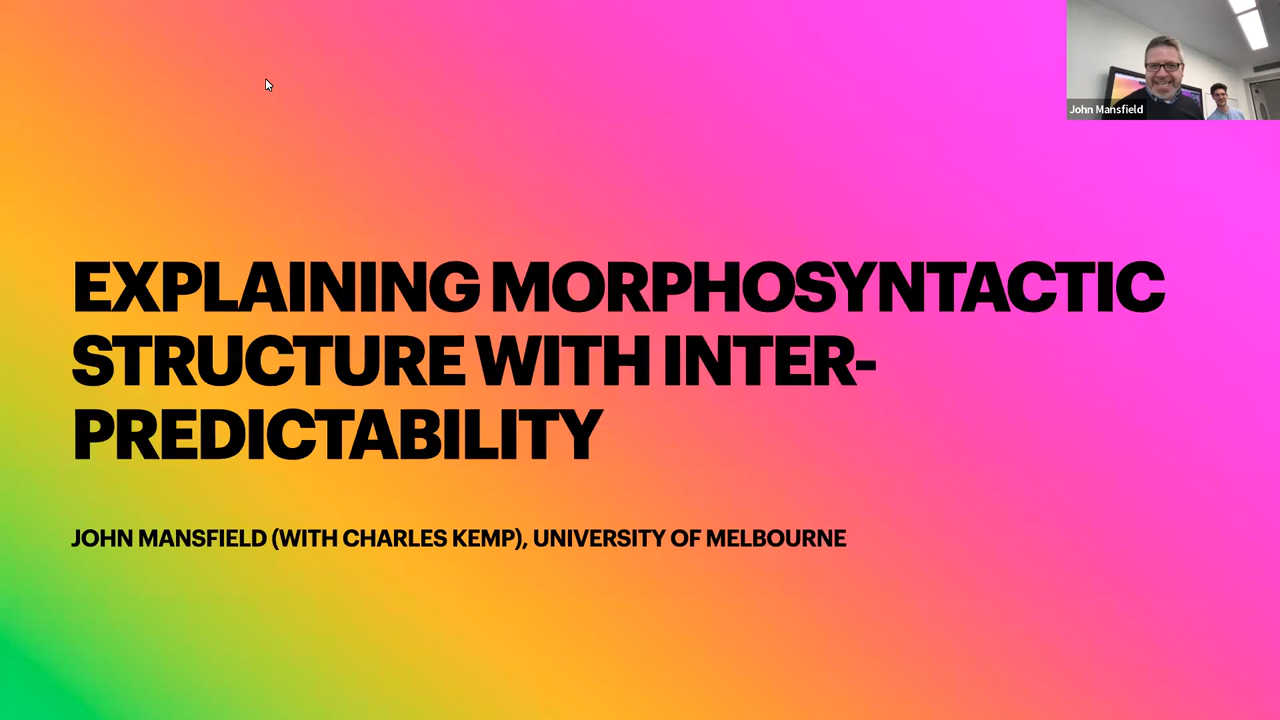 John Mansfield
EXPLAINING MORPHOSYNTACTIC
STRUCTURE WITH INTER-
PREDICTABILITY
JOHN MANSFIELD (WITH CHARLES KEMP), UNIVERSITY OF MELBOURNE